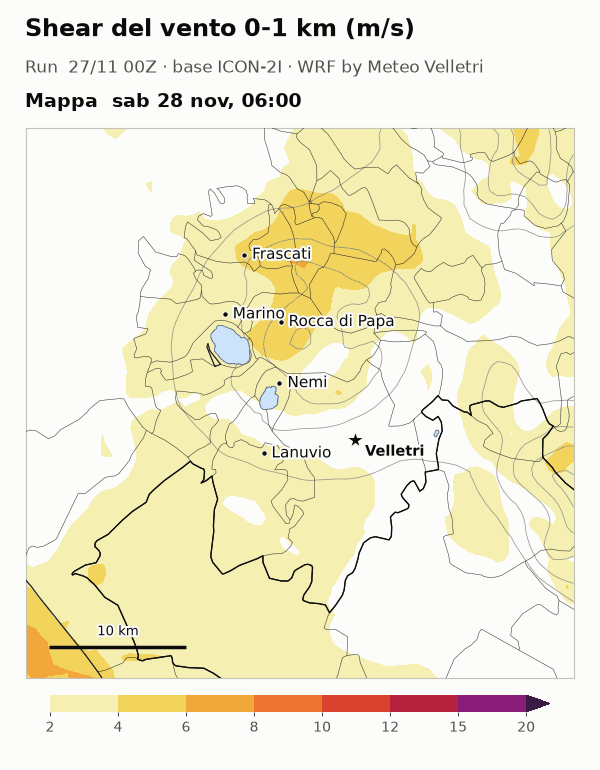 Shear del vento 0-1 km (m/s)
Run  27/11 00Z · base ICON-2I · WRF by Meteo Velletri
Mappa  sab 28 nov, 06:00
Frascati
Marino
Rocca di Papa
Nemi
Velletri
Lanuvio
10 km
2 4 6 8 10 12 15 20